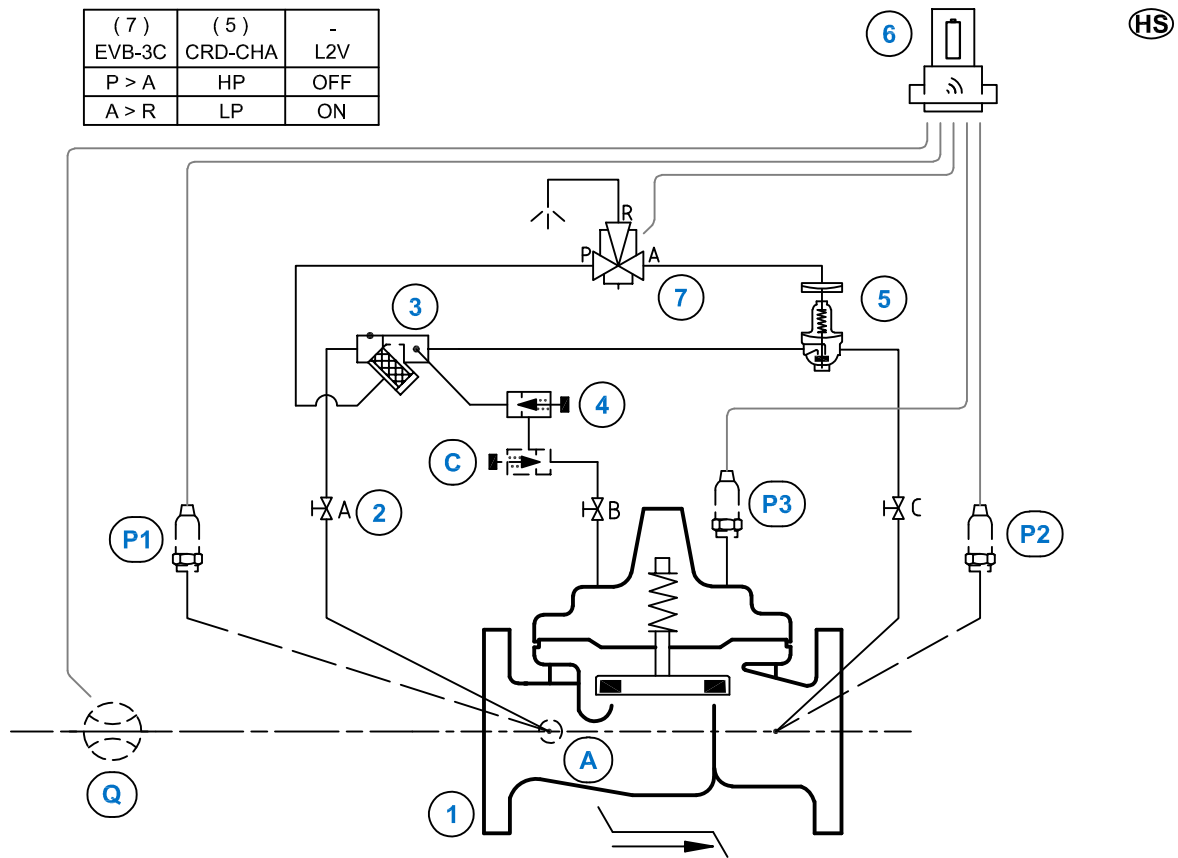 ( 7 ) ( 5 ) -
EVB-3C CRD-CHA L2V
P > A HP OFF
A > R LP ON
6
HS
R
P A
7
5
3
4
C
A 2
B
P3
C
P1
P2
A
Q
1